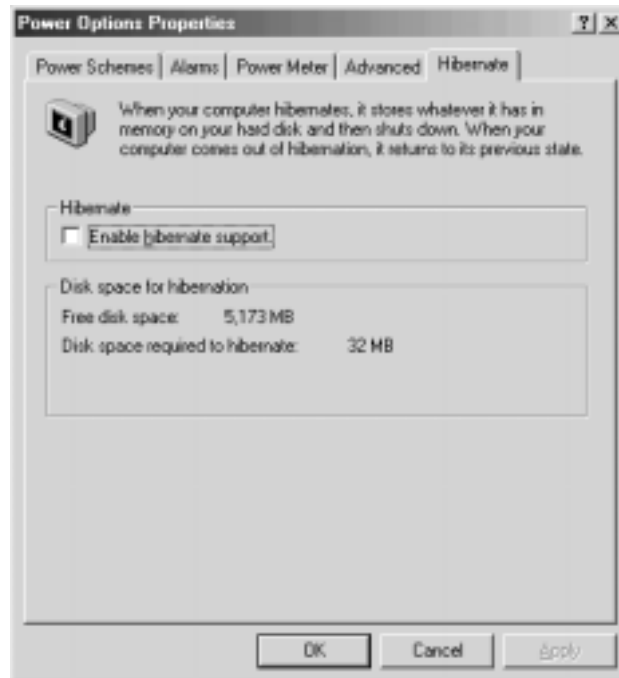 Power Options Properties
Power Schemes Alarms Power Meter Advanced Hibernate
When your computer hibernates, it stores whatever it has in
memory on your hard disk and then shuts down. When your
computer comes out of hibernation, it returns to its previous state.
Hibernate
Enable hibernate support.
Disk space for hibernation
Free disk space: 5,173 MB
Disk space required to hibernate: 32 MB
OK Cancel Apply